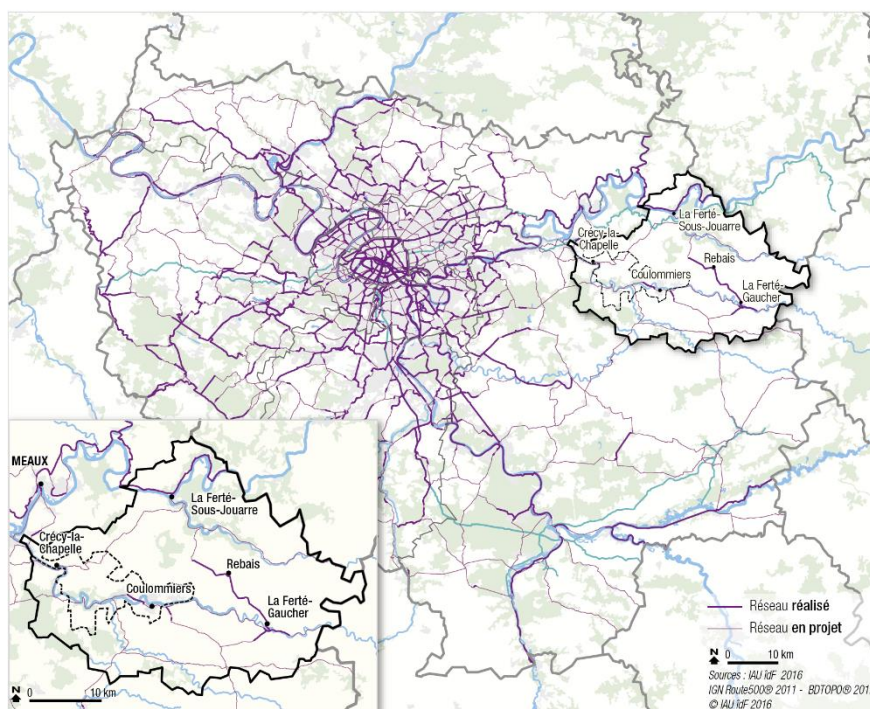 La Ferté-
Sous-Jouarre
Crécy-la-
Chapelle
Rebais
Coulommiers
La Ferté-
Gaucher
MEAUX
La Ferté-
Sous-Jouarre
Crécy-la-
Chapelle
Rebais
Coulommiers
La Ferté-
Gaucher
N
0 10 km
Réseau réalisé
Réseau en projet
N
0 10 km
Sources : IAU îdF 2016
IGN Route500® 2011 - BDTOPO® 201
© IAU îdF 2016